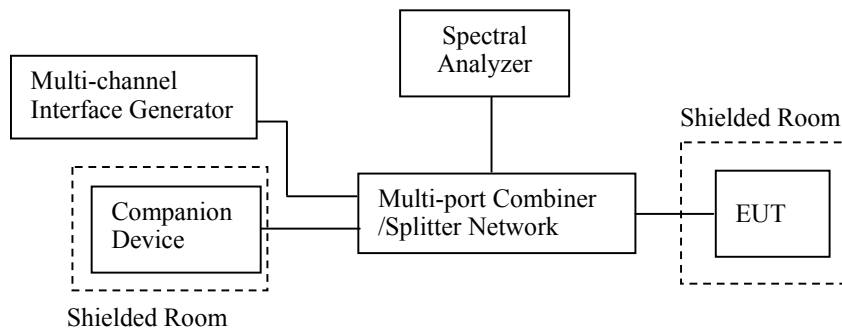 Spectral
Analyzer
Multi-channel
Interface Generator
Shielded Room
Companion
Device
Multi-port Combiner
/Splitter Network
EUT
Shielded Room